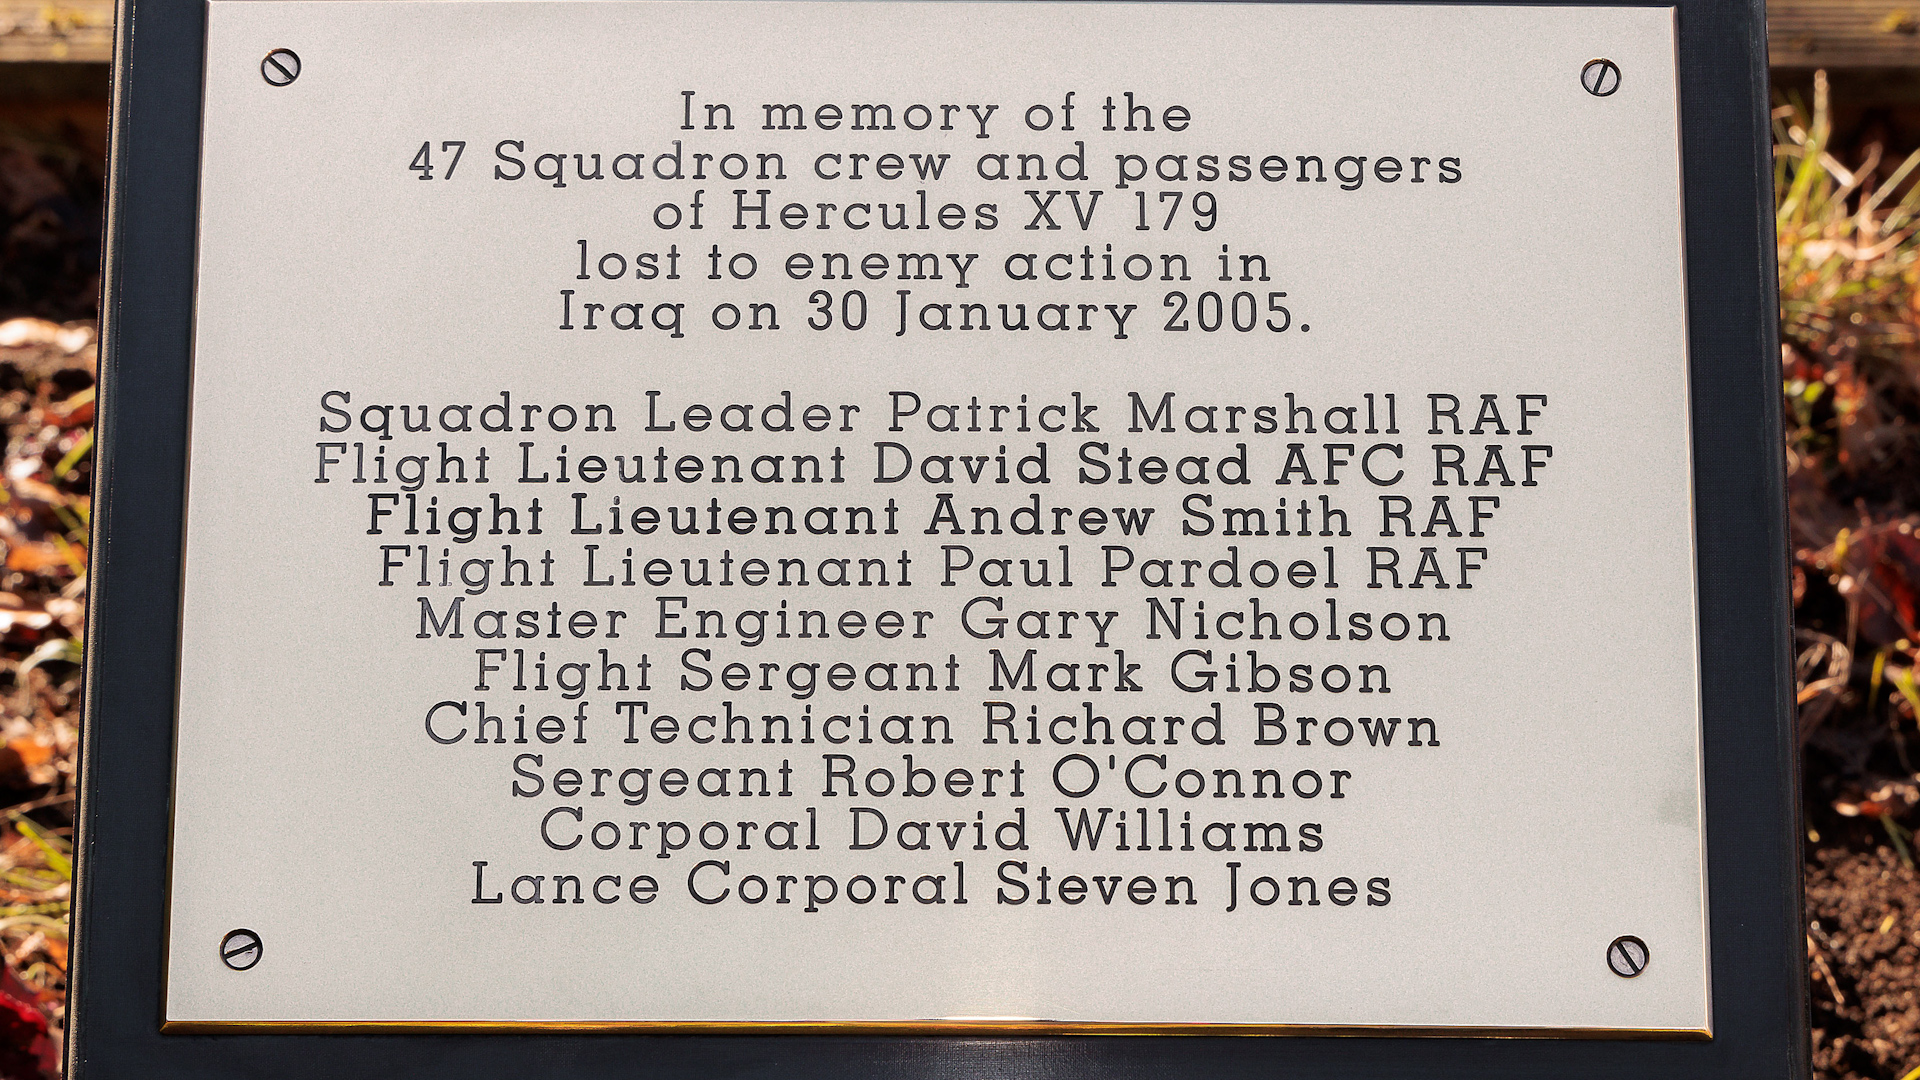 In memory of the
47 Squadron crew and passengers
of Hercules XV 179
lost to enemy action in
Iraq on 30 January 2005.
Squadron Leader Patrick Marshall RAF
Flight Lieutenant David Stead AFC RAF
Flight Lieutenant Andrew Smith RAF
Flight Lieutenant Paul Pardoel RAF
Master Engineer Gary Nicholson
Flight Sergeant Mark Gibson
Chief Technician Richard Brown
Sergeant Robert O'Connor
Corporal David Williams
Lance Corporal Steven Jones